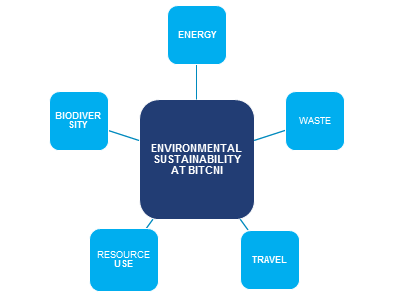 ENERGY
BIODIVER
SITY
WASTE
ENVIRONMENTAL
SUSTAINABILITY
AT BITCNI
RESOURCE
USE
TRAVEL